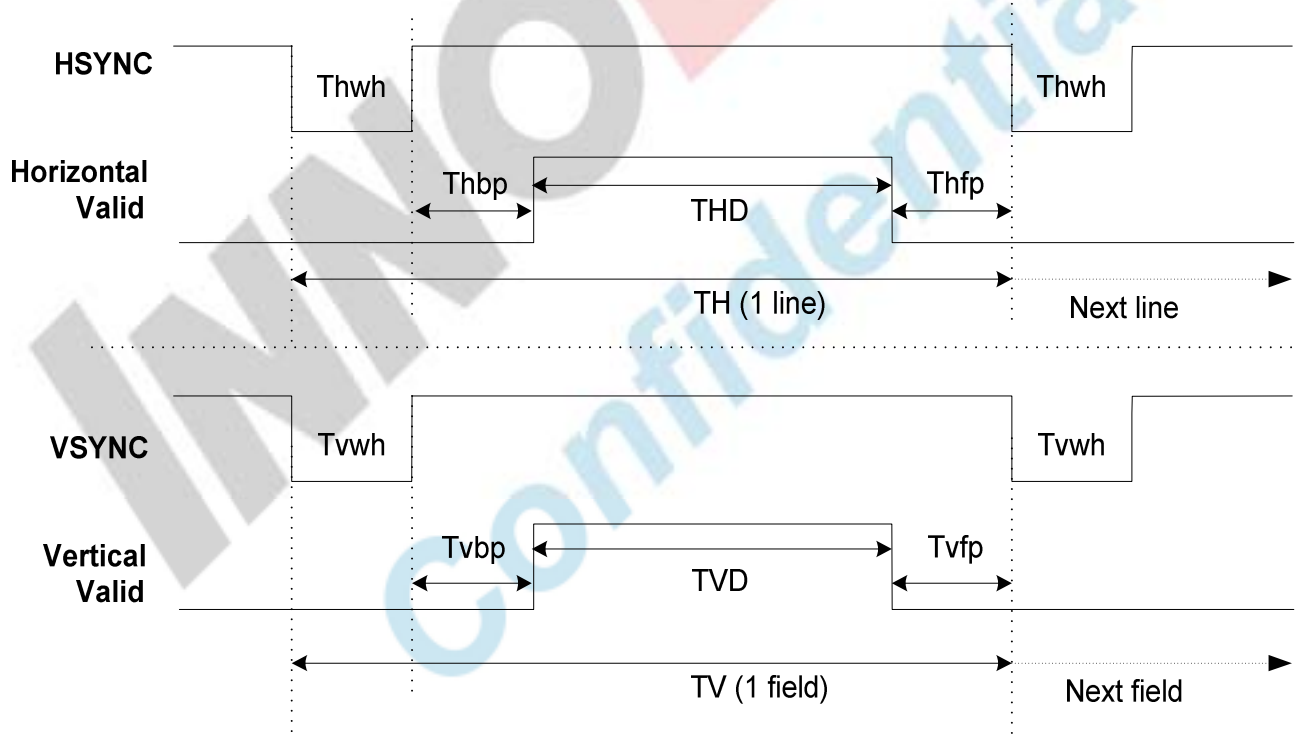 HSYNC
Thwh
Thwh
Horizontal
Valid
Thbp
THD
Thfp
TH (1 line)
Next line
VSYNC
Tvwh
Tvwh
Vertical
Valid
Tvbp
TVD
Tvfp
TV (1 field)
Next field
INNO
Confidentia